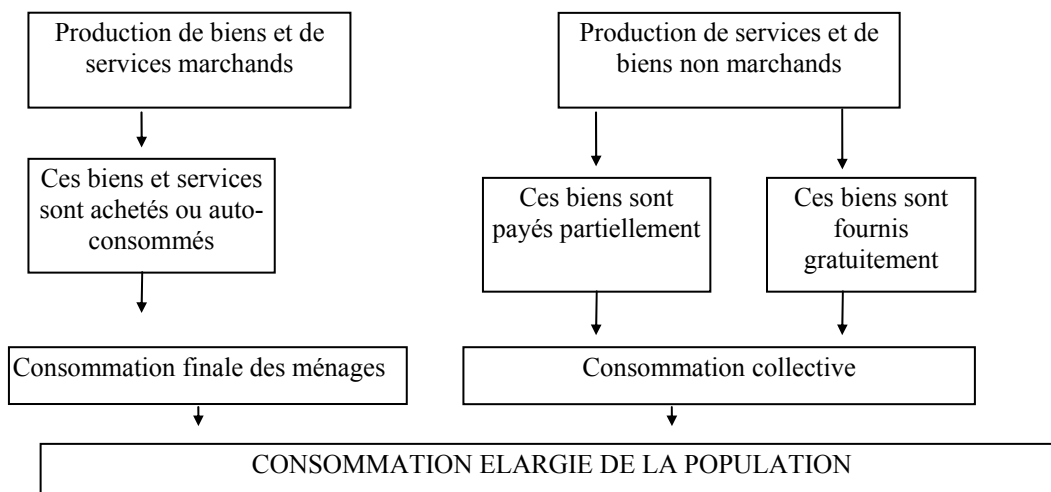 Production de biens et de
services marchands
Production de services et de
biens non marchands
Ces biens et services
sont achetés ou auto-
consommés
Ces biens sont
payés partiellement
Ces biens sont
fournis
gratuitement
Consommation finale des ménages
Consommation collective
CONSOMMATION ELARGIE DE LA POPULATION